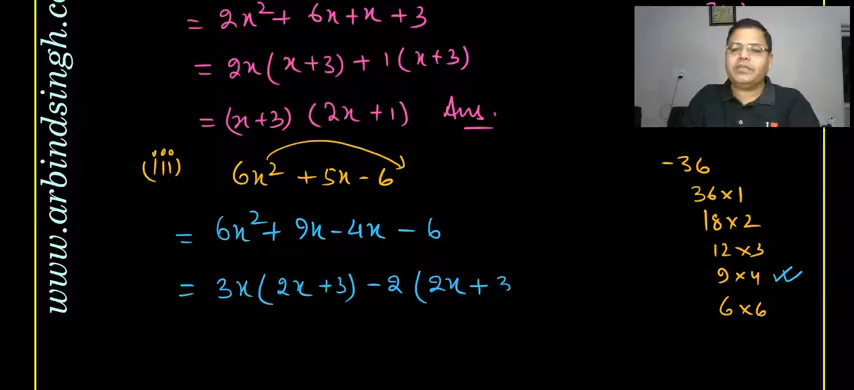 = 2x² + 6x + x + 3
= 2x(x+3) + 1(x+3)
= (x+3) (2x+1) Ans.
(iii) 6x² + 5x - 6
= 6x² + 9x - 4x - 6
= 3x(2x+3) - 2(2x+3
-36
36×1
18×2
12×3
9×4
6×6
www.arbindsingh.co